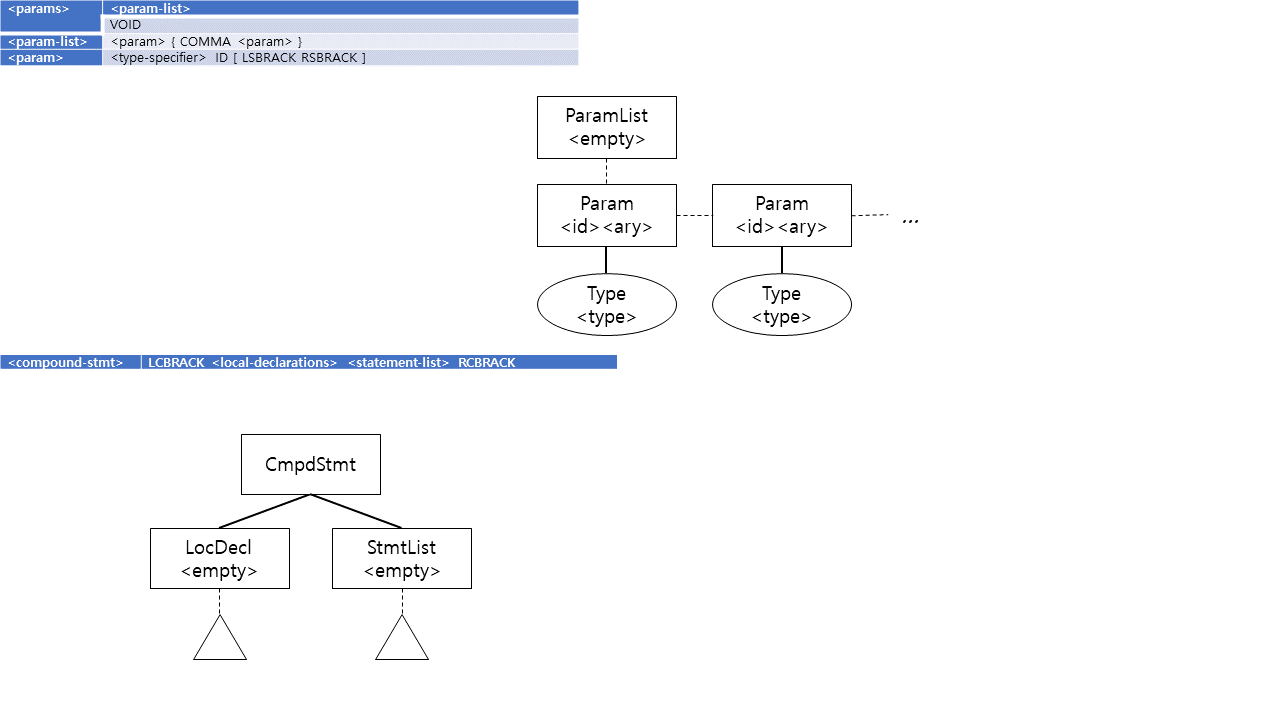 <params> <param-list>
VOID
<param-list> <param> { COMMA <param> }
<param> <type-specifier> ID [ LSBRACK RSBRACK ]
ParamList
<empty>
Param Param
<id> <ary> <id> <ary> ...
Type Type
<type> <type>
<compound-stmt> LCBRACK <local-declarations> <statement-list> RCBRACK
CmpdStmt
LocDecl StmtList
<empty> <empty>